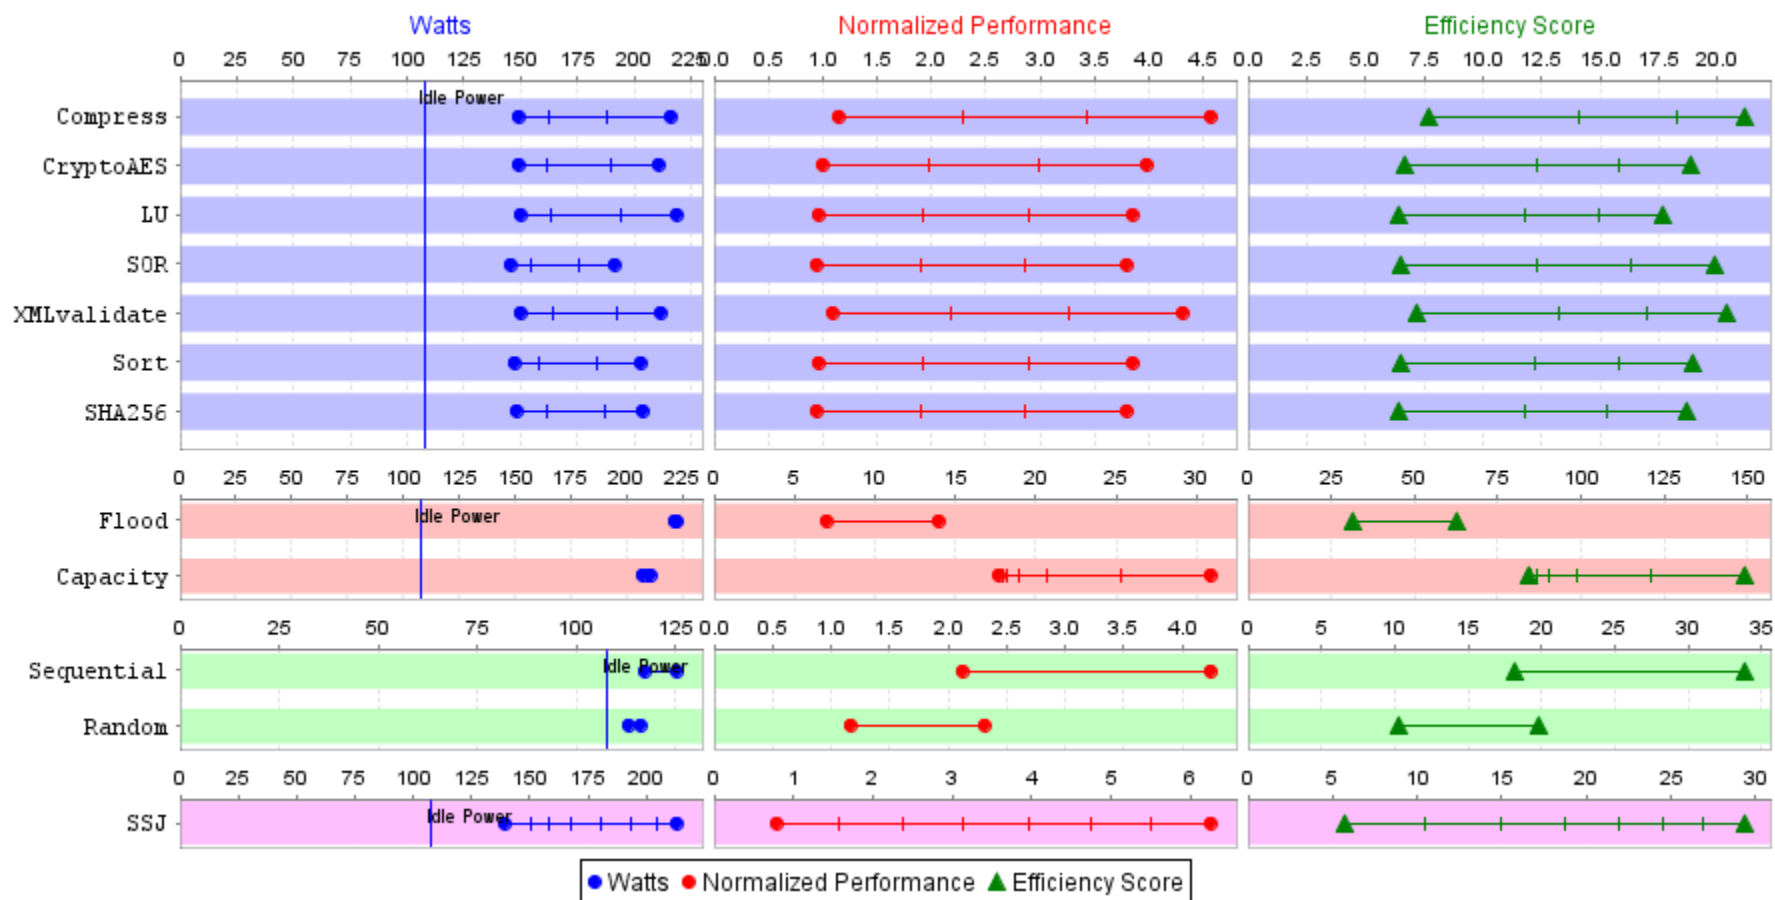 Watts Normalized Performance Efficiency Score
0 25 50 75 100 125 150 175 200 225 0.0 0.5 1.0 1.5 2.0 2.5 3.0 3.5 4.0 4.5 0.0 2.5 5.0 7.5 10.0 12.5 15.0 17.5 20.0
Idle Power
Compress
CryptoAES
LU
SOR
XMLvalidate
Sort
SHA256
0 25 50 75 100 125 150 175 200 225 0 5 10 15 20 25 30 0 25 50 75 100 125 150
Idle Power
Flood
Capacity
0 25 50 75 100 125 0.0 0.5 1.0 1.5 2.0 2.5 3.0 3.5 4.0 0 5 10 15 20 25 30 35
Idle Power
Sequential
Random
0 25 50 75 100 125 150 175 200 0 1 2 3 4 5 6 0 5 10 15 20 25 30
Idle Power
SSJ
Watts Normalized Performance Efficiency Score